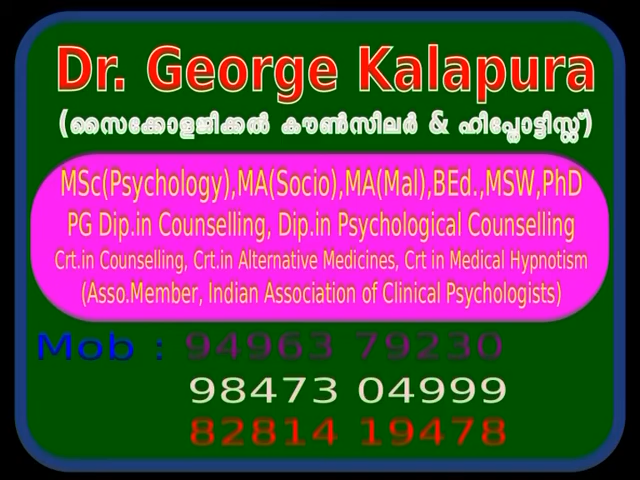 Dr. George Kalapura
(സൈക്കോളജിക്കൽ കൗൺസിലർ & ഹിപ്നോട്ടിസ്റ്റ്)
MSc(Psychology),MA(Socio),MA(Mal),BEd.,MSW,PhD
PG Dip.in Counselling, Dip.in Psychological Counselling
Crt.in Counselling, Crt.in Alternative Medicines, Crt in Medical Hypnotism
(Asso.Member, Indian Association of Clinical Psychologists)
Mob : 94963 79230
98473 04999
82814 19478